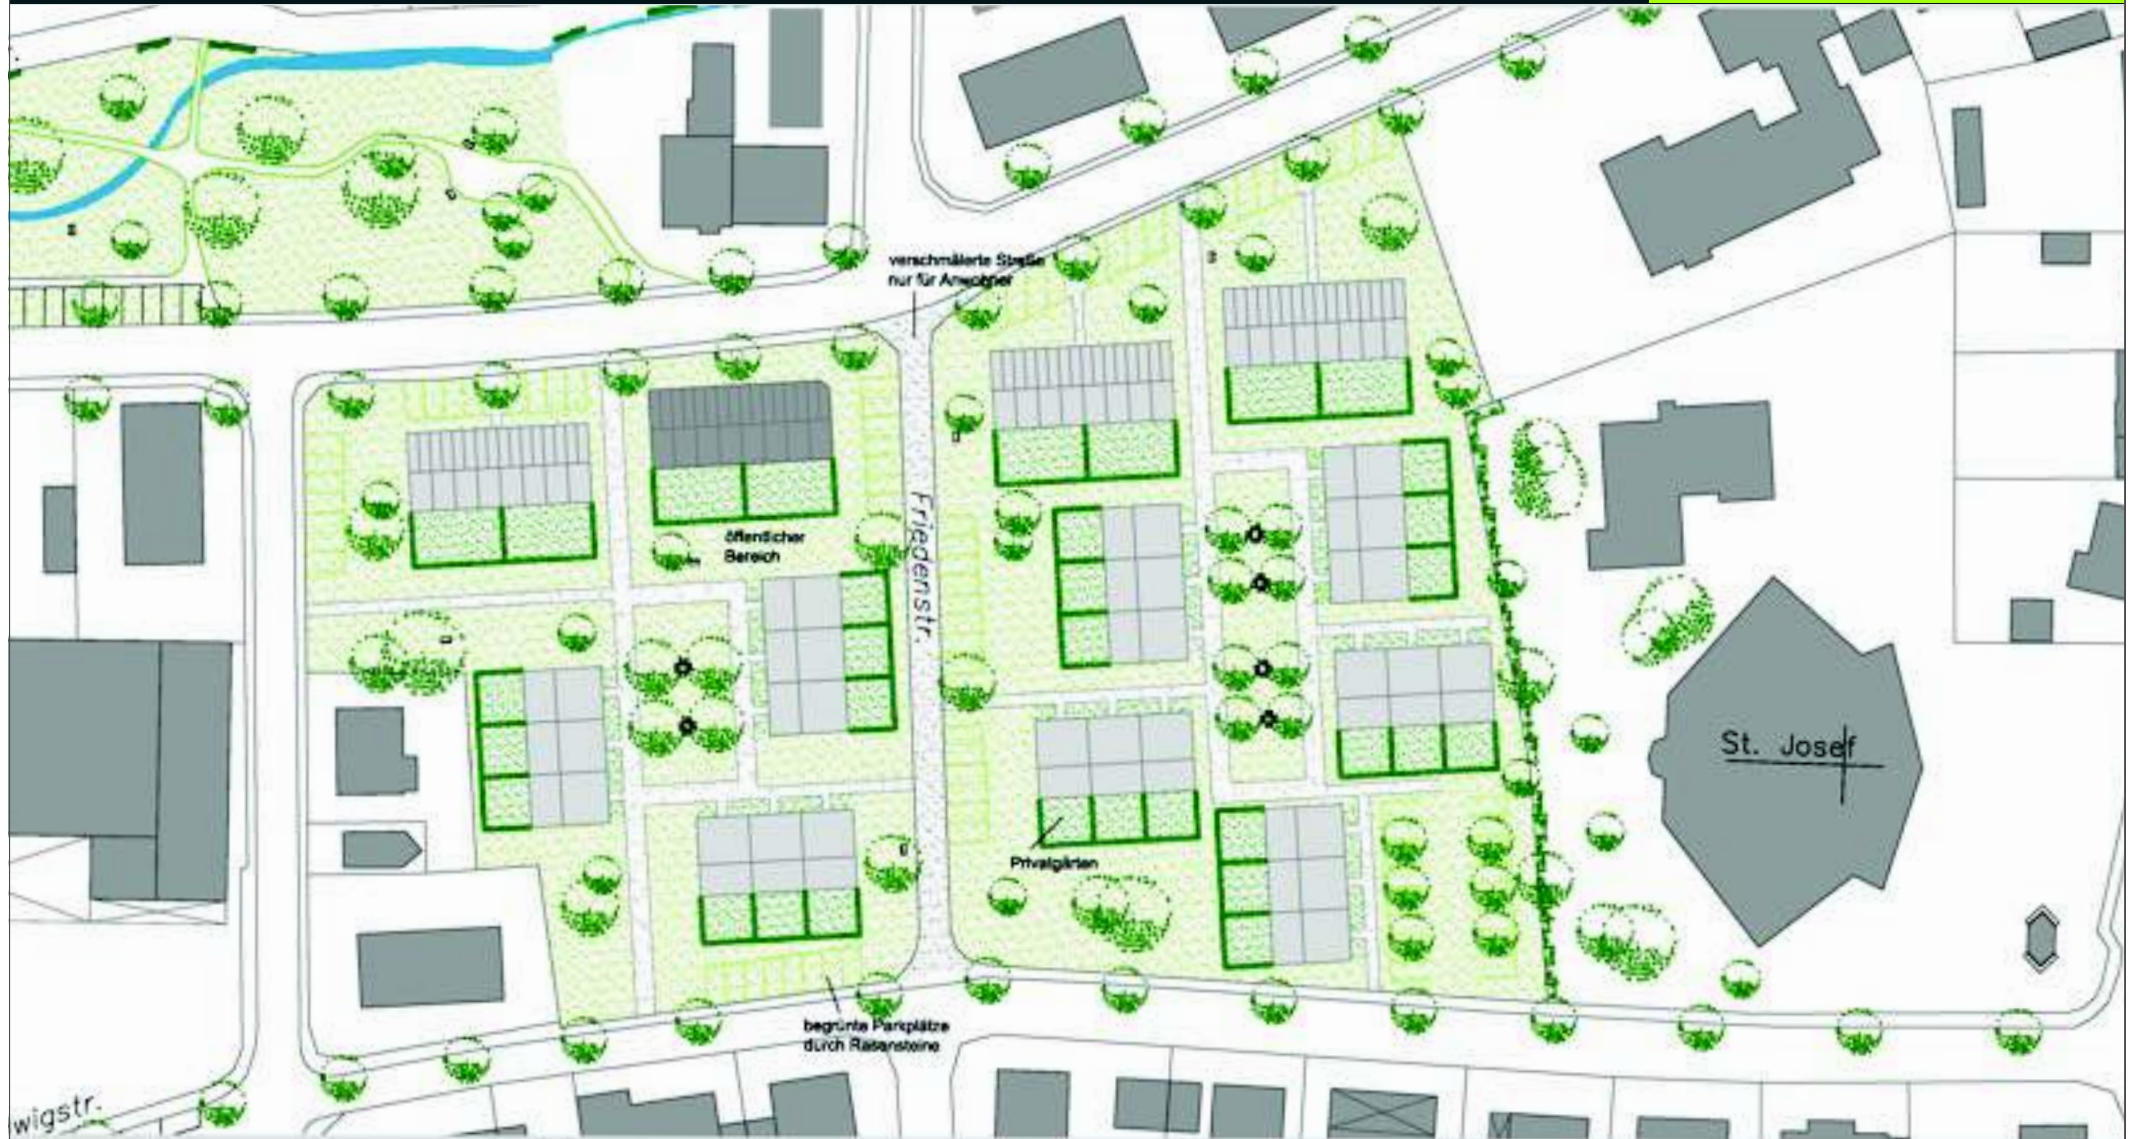 verschmälerte Straße
nur für Anwohner
öffentlicher
Bereich
Friedenstr.
St. Josef
Privatgärten
begrünte Parkplätze
durch Rasensteine
wigstr.